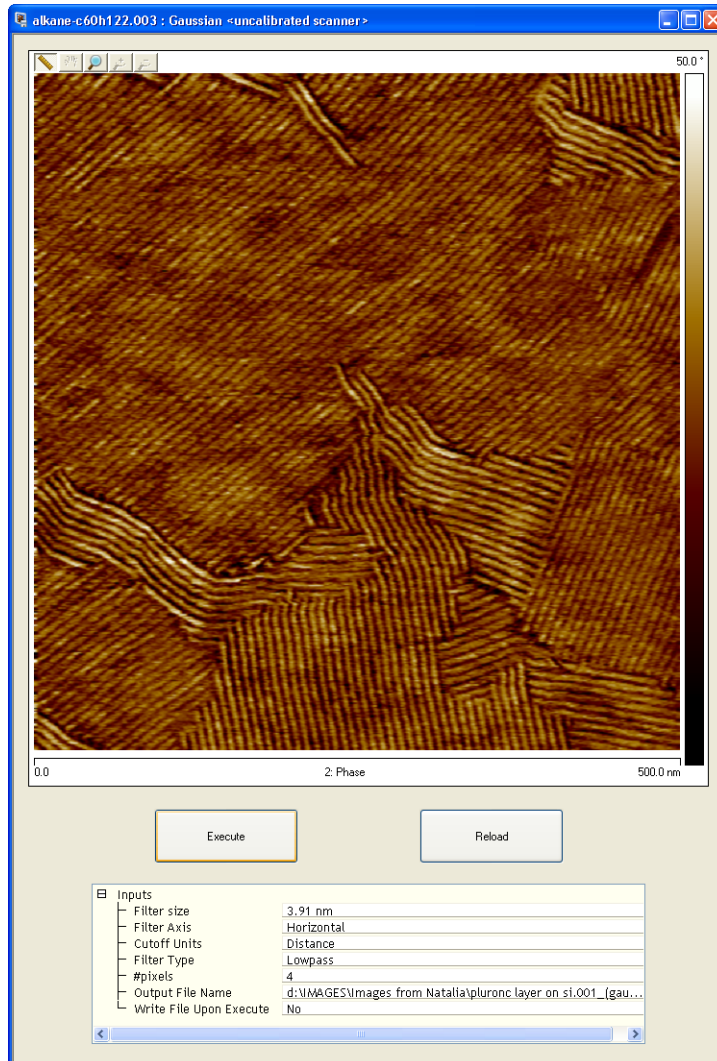 alkane-c60h122.003 : Gaussian <uncalibrated scanner>
50.0 °
0.0 2: Phase 500.0 nm
Execute Reload
Inputs
Filter size 3.91 nm
Filter Axis Horizontal
Cutoff Units Distance
Filter Type Lowpass
#pixels 4
Output File Name d:\IMAGES\Images from Natalia\pluronc layer on si.001_(gau...
Write File Upon Execute No